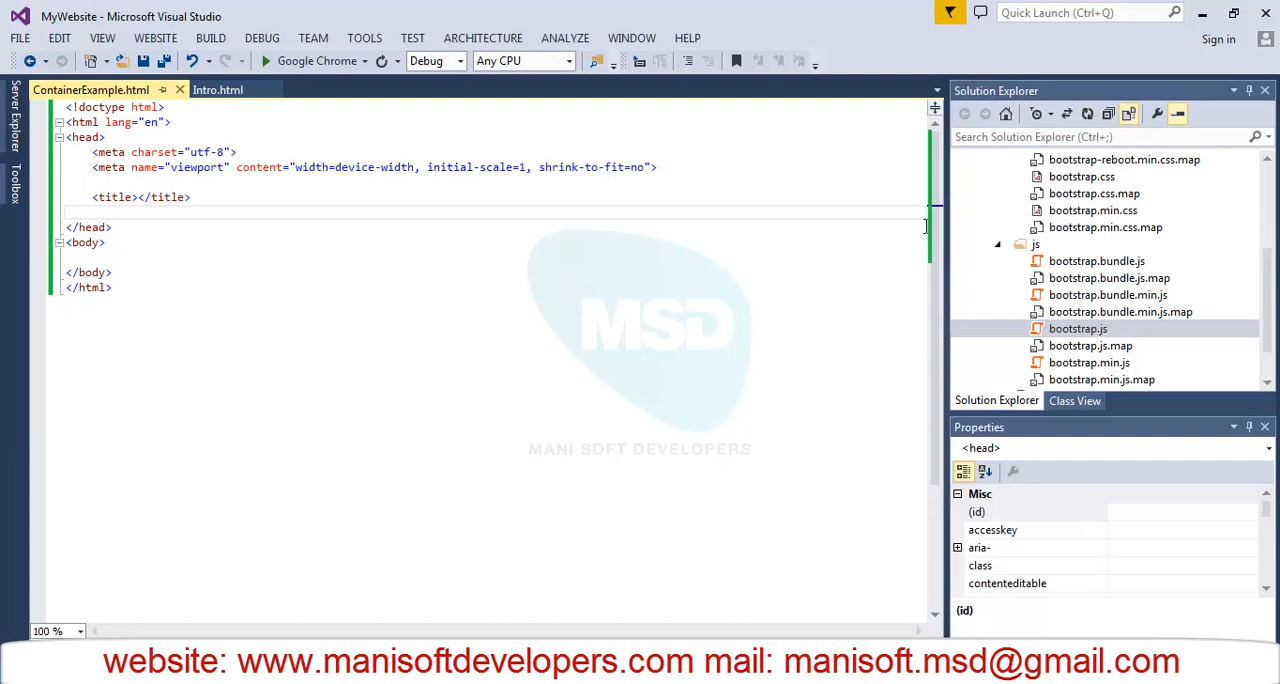 MyWebsite - Microsoft Visual Studio
Quick Launch (Ctrl+Q)
FILE EDIT VIEW WEBSITE BUILD DEBUG TEAM TOOLS TEST ARCHITECTURE ANALYZE WINDOW HELP
Sign in
Google Chrome
Debug
Any CPU
Server Explorer
Toolbox
ContainerExample.html
Intro.html
<!doctype html>
<html lang="en">
<head>
<meta charset="utf-8">
<meta name="viewport" content="width=device-width, initial-scale=1, shrink-to-fit=no">
<title></title>
</head>
<body>
</body>
</html>
MSD
MANI SOFT DEVELOPERS
100 %
Solution Explorer
Search Solution Explorer (Ctrl+;)
bootstrap-reboot.min.css.map
bootstrap.css
bootstrap.css.map
bootstrap.min.css
bootstrap.min.css.map
js
bootstrap.bundle.js
bootstrap.bundle.js.map
bootstrap.bundle.min.js
bootstrap.bundle.min.js.map
bootstrap.js
bootstrap.js.map
bootstrap.min.js
bootstrap.min.js.map
Solution Explorer
Class View
Properties
<head>
Misc
(id)
accesskey
aria-
class
contenteditable
(id)
website: www.manisoftdevelopers.com mail: manisoft.msd@gmail.com